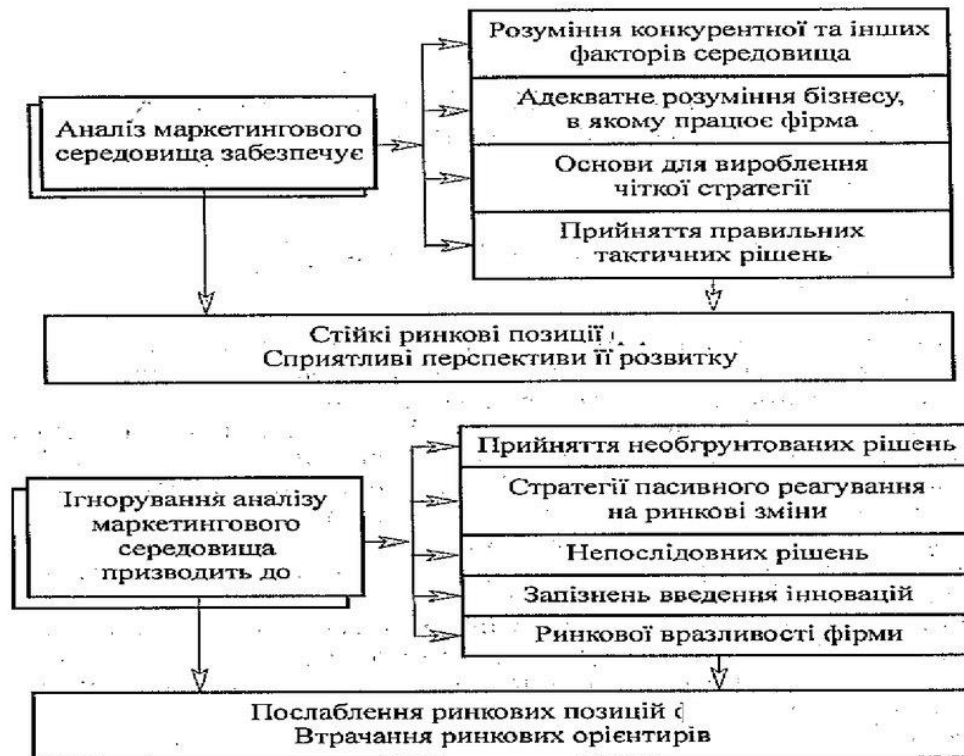 Розуміння конкурентної та інших
факторів середовища
Аналіз маркетингового
середовища забезпечує
Адекватне розуміння бізнесу,
в якому працює фірма
Основи для вироблення
чіткої стратегії
Прийняття правильних
тактичних рішень
Стійкі ринкові позиції
Сприятливі перспективи її розвитку
Прийняття необгрунтованих рішень
Ігнорування аналізу
маркетингового
середовища
призводить до
Стратегії пасивного реагування
на ринкові зміни
Непослідовних рішень
Запізнень введення інновацій
Ринкової вразливості фірми
Послаблення ринкових позицій
Втрачання ринкових орієнтирів